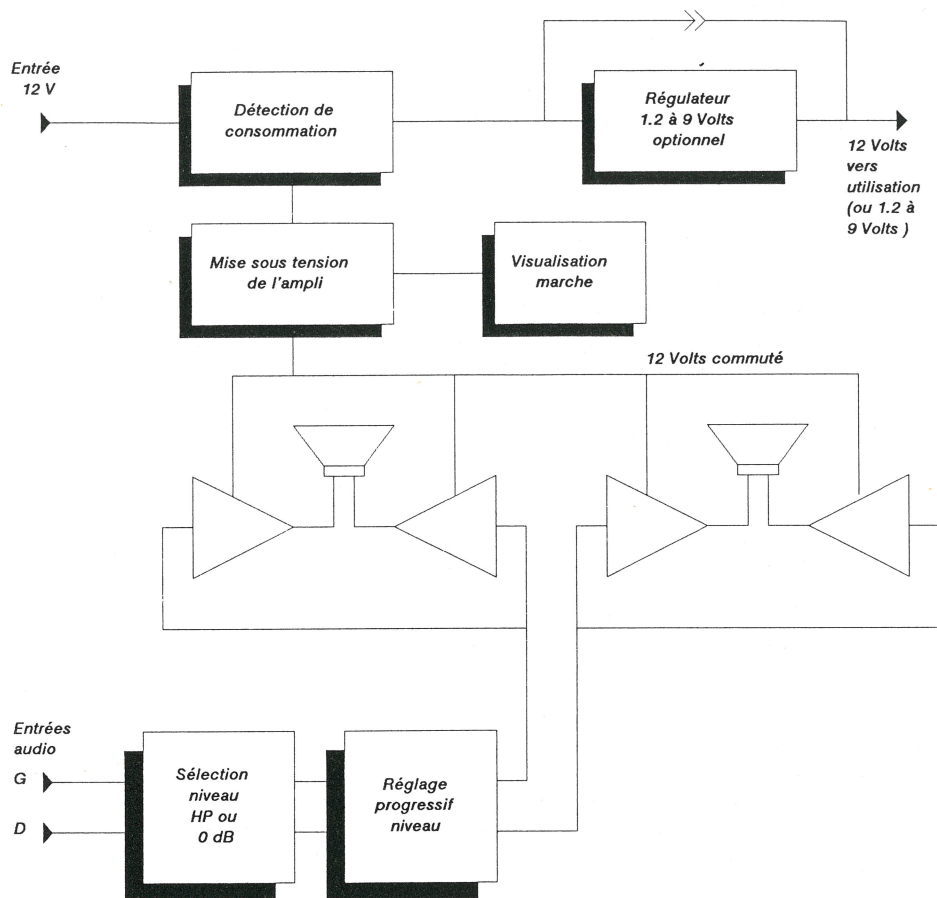 Entrée
12 V
Détection de
consommation
Régulateur
1.2 à 9 Volts
optionnel
12 Volts
vers
utilisation
(ou 1.2 à
9 Volts )
Mise sous tension
de l'ampli
Visualisation
marche
12 Volts commuté
Entrées
audio
G
D
Sélection
niveau
HP ou
0 dB
Réglage
progressif
niveau